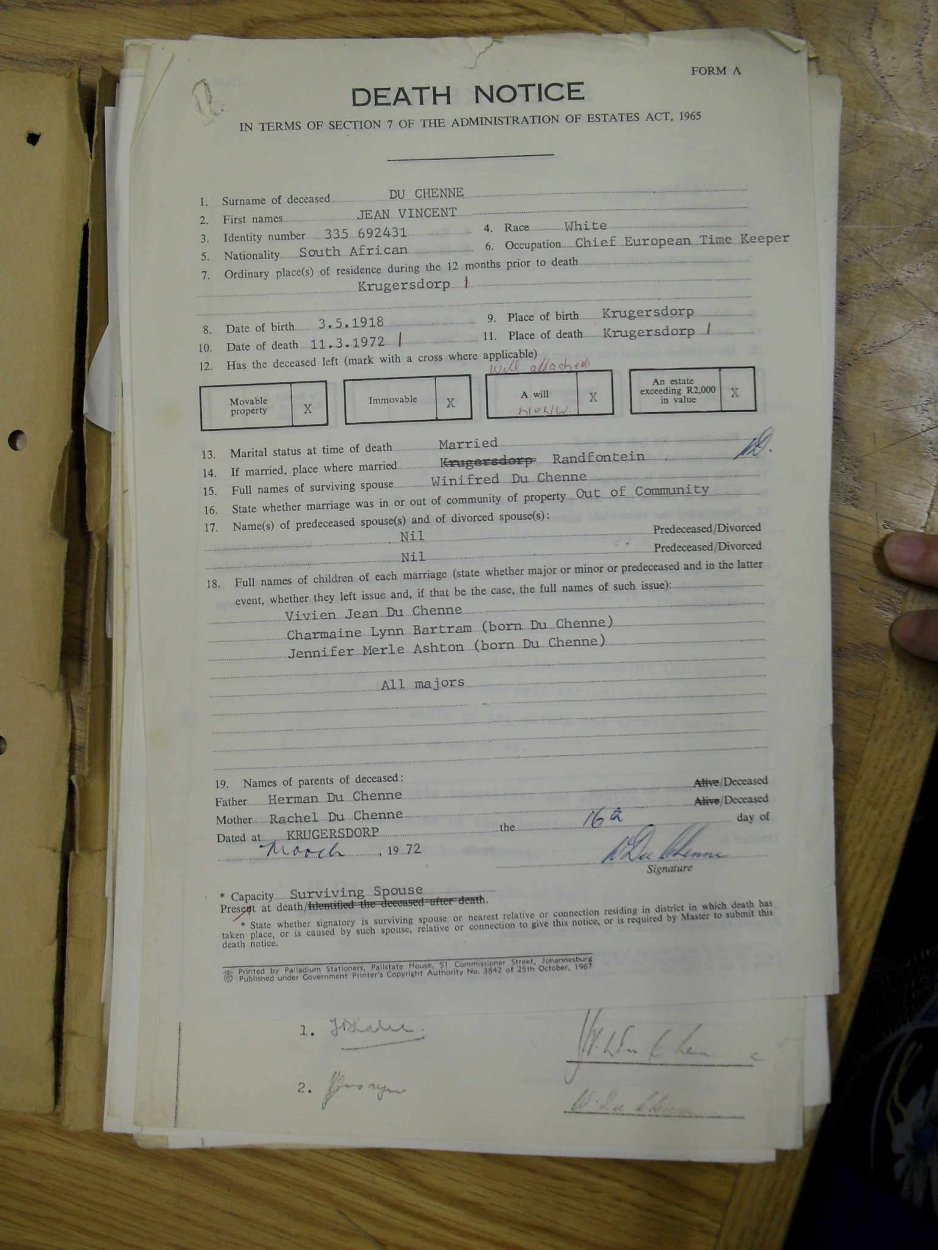 FORM A
DEATH NOTICE
IN TERMS OF SECTION 7 OF THE ADMINISTRATION OF ESTATES ACT, 1965
1. Surname of deceased DU CHENNE
2. First names JEAN VINCENT
3. Identity number 335 692431 4. Race White
5. Nationality South African 6. Occupation Chief European Time Keeper
7. Ordinary place(s) of residence during the 12 months prior to death
Krugersdorp
8. Date of birth 3.5.1918 9. Place of birth Krugersdorp
10. Date of death 11.3.1972 11. Place of death Krugersdorp
12. Has the deceased left (mark with a cross where applicable)
Will attached
Movable property X Immovable X A will X An estate exceeding R2,000 in value X
13. Marital status at time of death Married
14. If married, place where married Krugersdorp Randfontein
15. Full names of surviving spouse Winifred Du Chenne
16. State whether marriage was in or out of community of property Out of Community
17. Name(s) of predeceased spouse(s) and of divorced spouse(s):
Nil Predeceased/Divorced
Nil Predeceased/Divorced
18. Full names of children of each marriage (state whether major or minor or predeceased and in the latter
event, whether they left issue and, if that be the case, the full names of such issue):
Vivien Jean Du Chenne
Charmaine Lynn Bartram (born Du Chenne)
Jennifer Merle Ashton (born Du Chenne)
All majors
19. Names of parents of deceased:
Father Herman Du Chenne Alive/Deceased
Mother Rachel Du Chenne Alive/Deceased
Dated at KRUGERSDORP the 16th day of
March, 1972
W Du Chenne
Signature
* Capacity Surviving Spouse
Present at death/Identified the deceased after death.
* State whether signatory is surviving spouse or nearest relative or connection residing in district in which death has
taken place, or is caused by such spouse, relative or connection to give this notice, or is required by Master to submit this
death notice.
Printed by Palladium Stationers, Pallstate House, 51 Commissioner Street, Johannesburg
Published under Government Printer's Copyright Authority No. 3842 of 25th October, 1967
1.
2.
W. Du Chenne